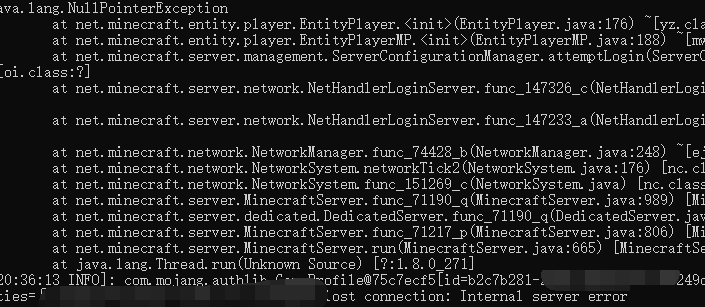 ava.lang.NullPointerException
at net.minecraft.entity.player.EntityPlayer.<init>(EntityPlayer.java:176) ~[yz.c
at net.minecraft.entity.player.EntityPlayerMP.<init>(EntityPlayerMP.java:188) ~[mw
at net.minecraft.server.management.ServerConfigurationManager.attemptLogin(ServerC
[oi.class:?]
at net.minecraft.server.network.NetHandlerLoginServer.func_147326_c(NetHandlerLogin
at net.minecraft.server.network.NetHandlerLoginServer.func_147233_a(NetHandlerLogin
at net.minecraft.network.NetworkManager.func_74428_b(NetworkManager.java:248) ~[ej
at net.minecraft.network.NetworkSystem.networkTick2(NetworkSystem.java:176) [nc.cl
at net.minecraft.network.NetworkSystem.func_151269_c(NetworkSystem.java) [nc.class
at net.minecraft.server.MinecraftServer.func_71190_q(MinecraftServer.java:989) [Mi
at net.minecraft.server.dedicated.DedicatedServer.func_71190_q(DedicatedServer.jav
at net.minecraft.server.MinecraftServer.func_71217_p(MinecraftServer.java:806) [Mi
at net.minecraft.server.MinecraftServer.run(MinecraftServer.java:665) [MinecraftSe
at java.lang.Thread.run(Unknown Source) [?:1.8.0_271]
20:36:13 INFO]: com.mojang.authlib. Profile@75c7ecf5[id=b2c7b281- 249d
ties=[ lost connection: Internal server error